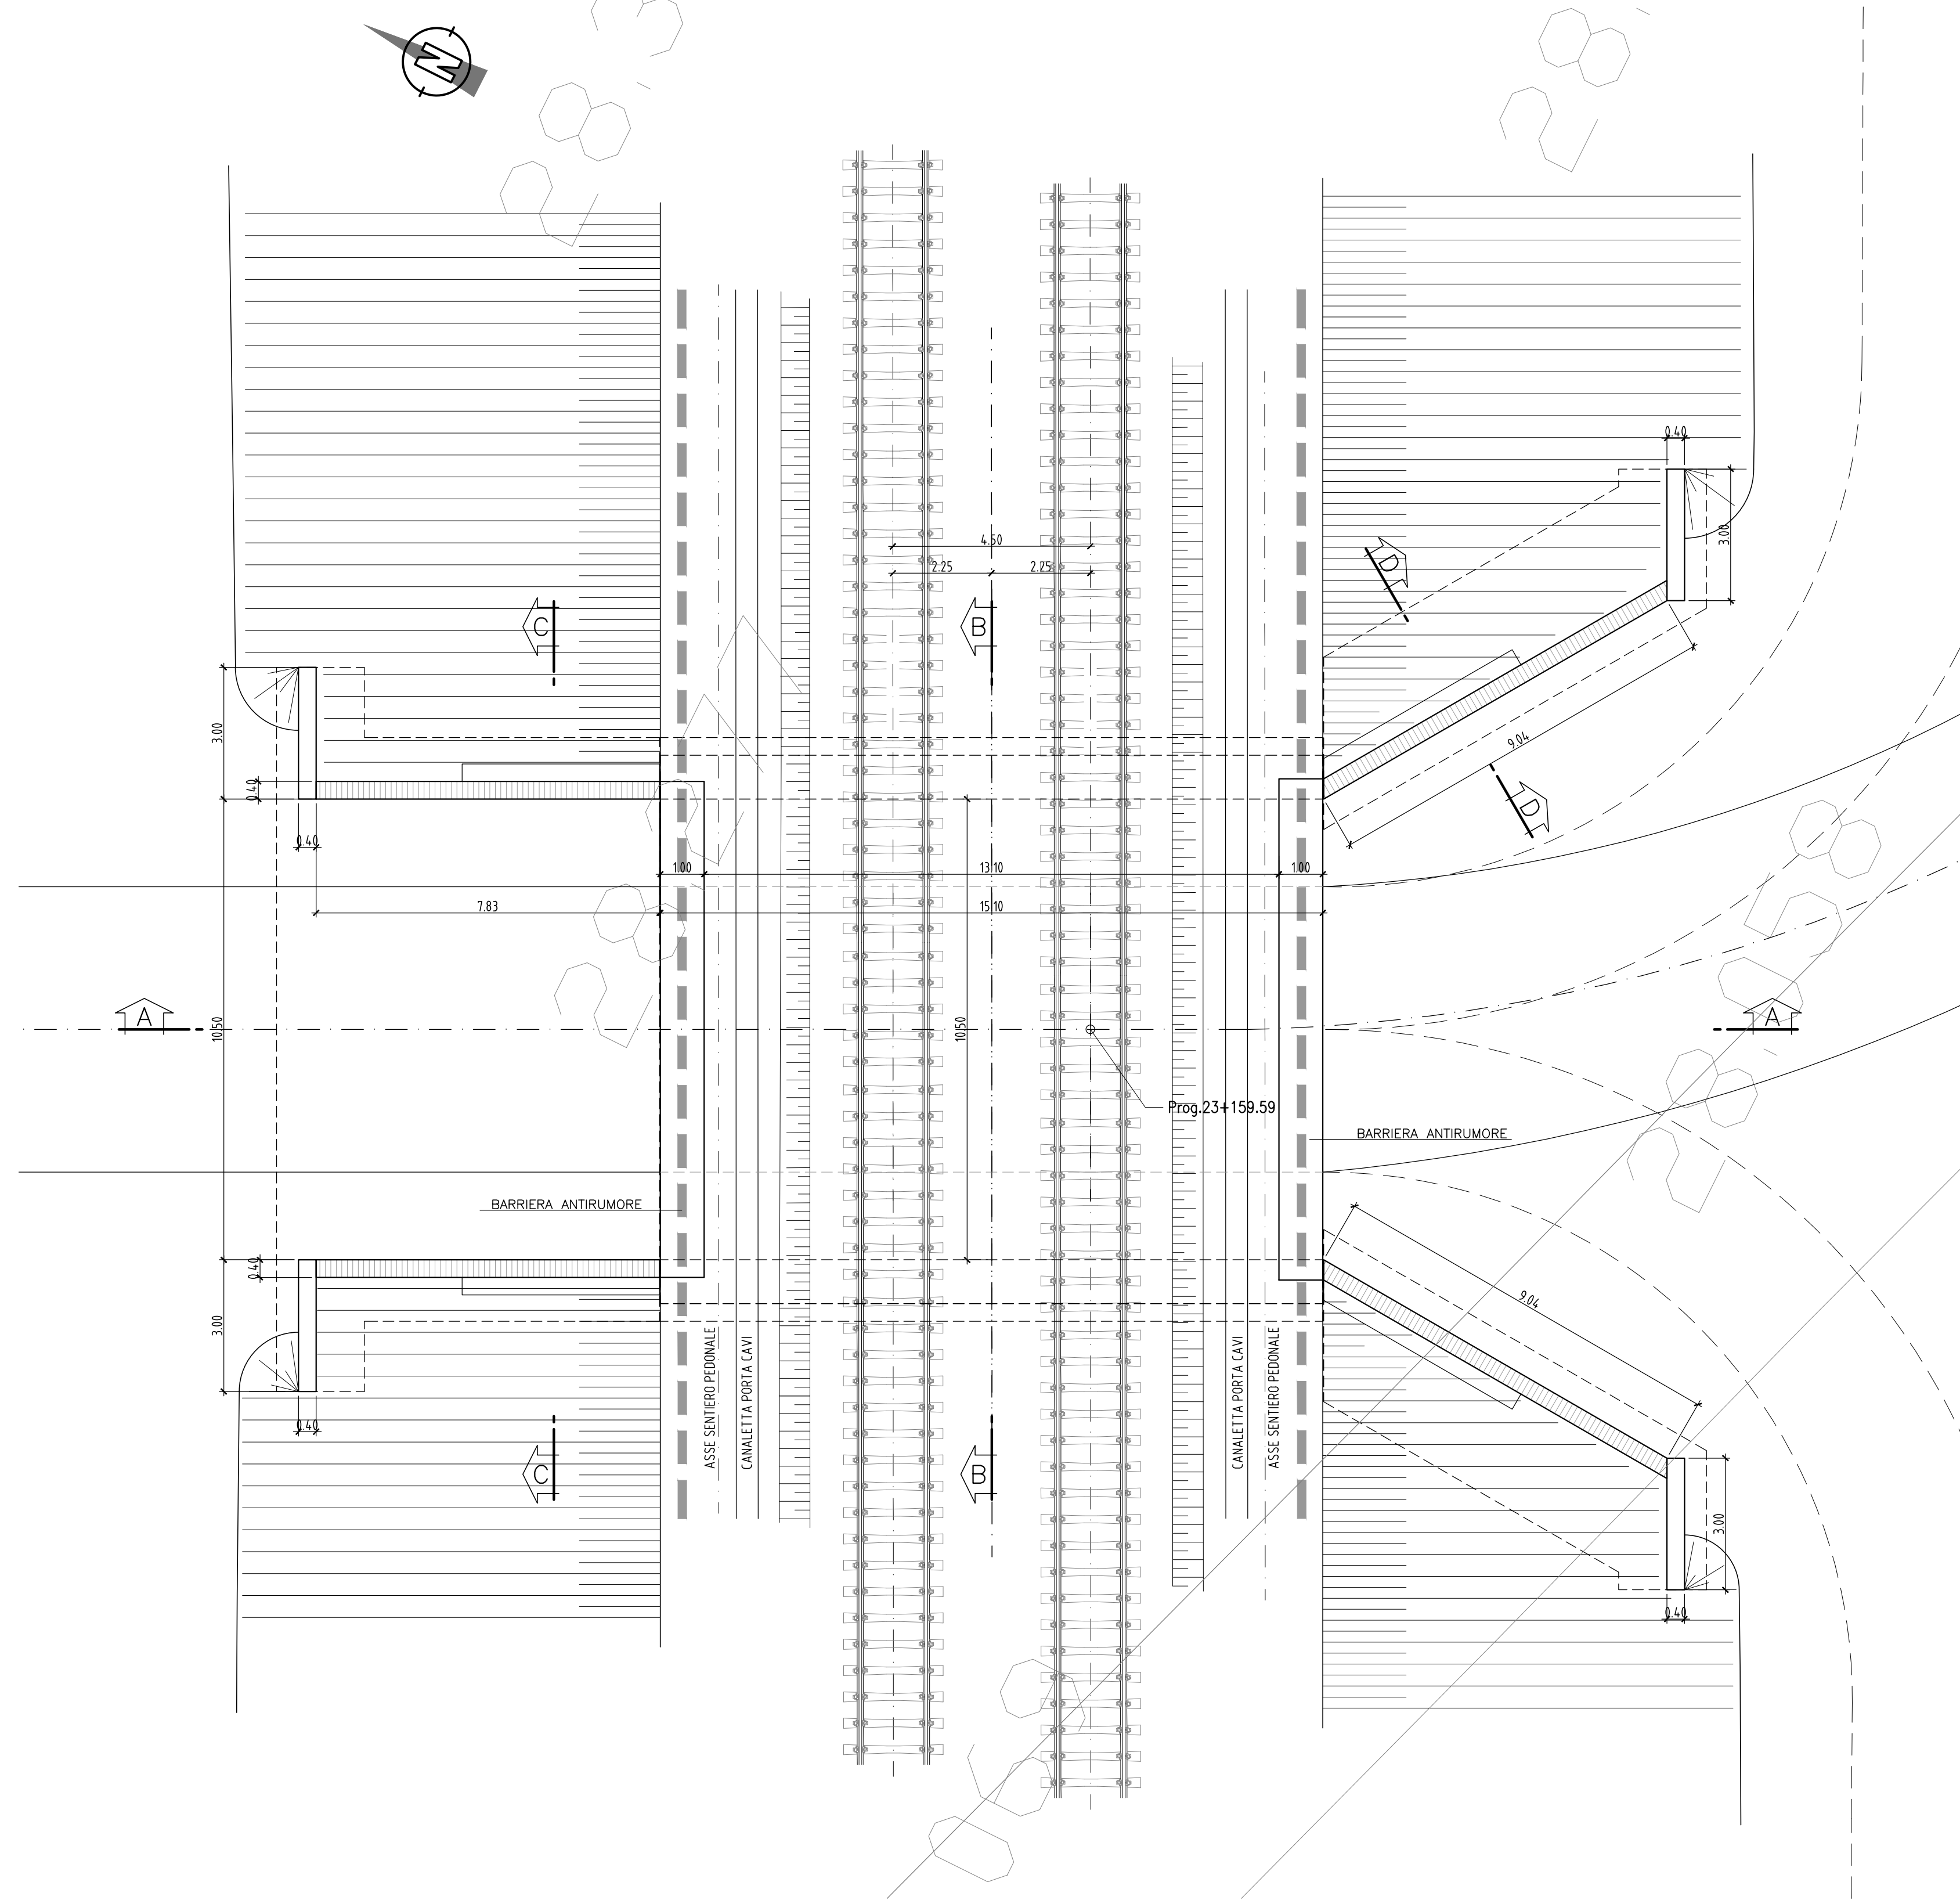 N
0.40
3.00
4.50
2.25
2.25
D
C
B
3.00
9.04
D
0.40
0.40
1.00
13.10
1.00
7.83
15.10
A
10.50
10.50
A
Prog.23+159.59
BARRIERA ANTIRUMORE
BARRIERA ANTIRUMORE
0.40
3.00
9.04
ASSE SENTIERO PEDONALE
CANALETTA PORTA CAVI
CANALETTA PORTA CAVI
ASSE SENTIERO PEDONALE
0.40
C
B
3.00
0.40